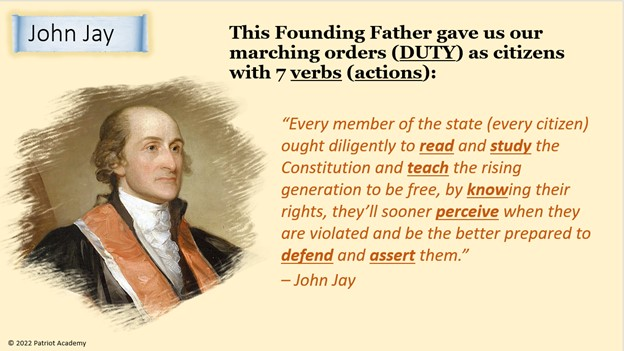 John Jay
This Founding Father gave us our
marching orders (DUTY) as citizens
with 7 verbs (actions):
“Every member of the state (every citizen)
ought diligently to read and study the
Constitution and teach the rising
generation to be free, by knowing their
rights, they’ll sooner perceive when they
are violated and be the better prepared to
defend and assert them.”
– John Jay
© 2022 Patriot Academy